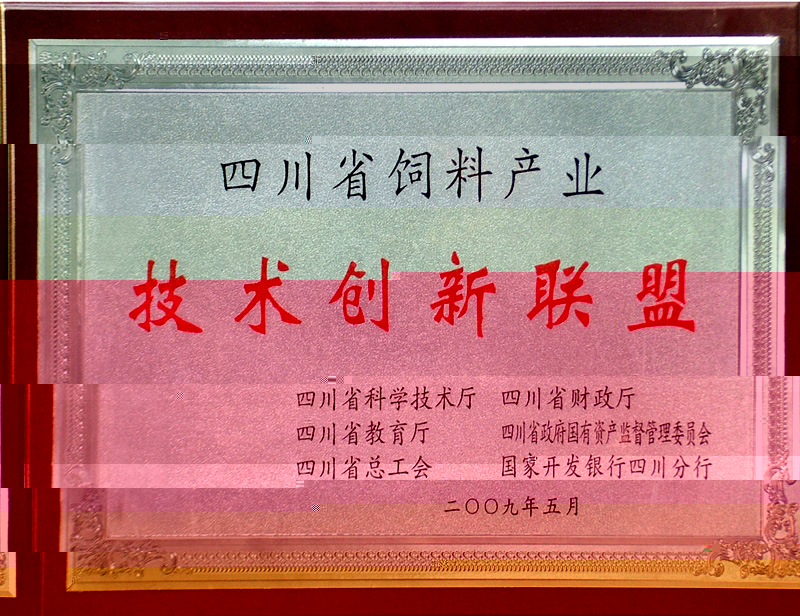 四川省饲料产业
技术创新联盟
四川省科学技术厅 四川省财政厅
四川省教育厅 四川省政府国有资产监督管理委员会
四川省总工会 国家开发银行四川分行
二〇〇九年五月